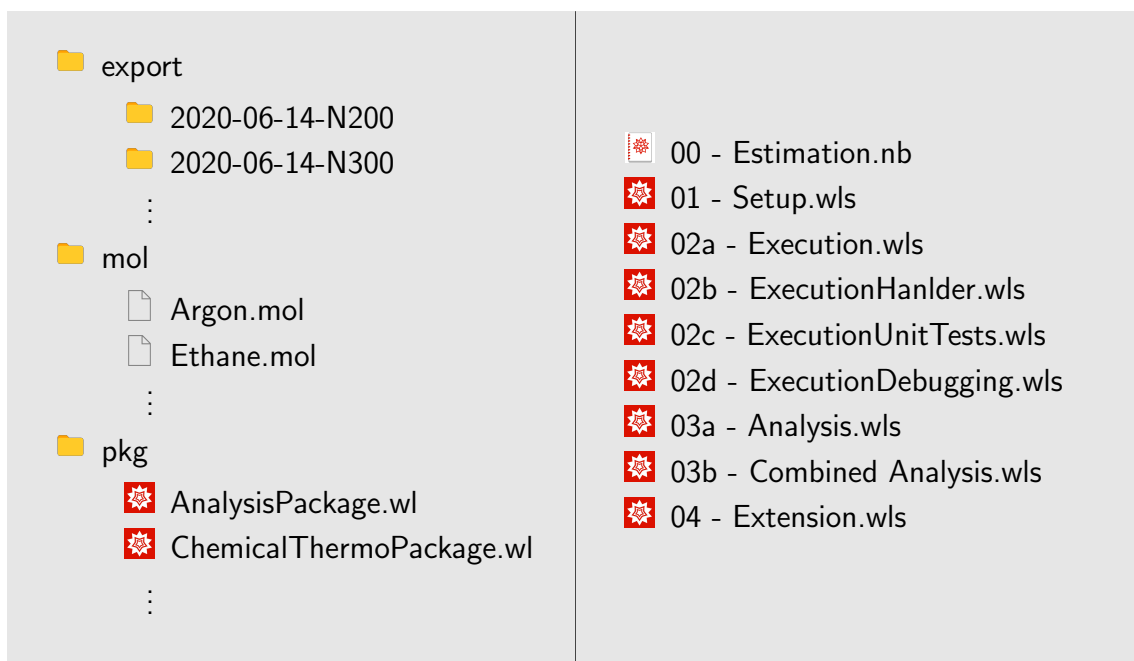 export
2020-06-14-N200
2020-06-14-N300
⋮
mol
Argon.mol
Ethane.mol
⋮
pkg
AnalysisPackage.wl
ChemicalThermoPackage.wl
⋮
00 - Estimation.nb
01 - Setup.wls
02a - Execution.wls
02b - ExecutionHanlder.wls
02c - ExecutionUnitTests.wls
02d - ExecutionDebugging.wls
03a - Analysis.wls
03b - Combined Analysis.wls
04 - Extension.wls